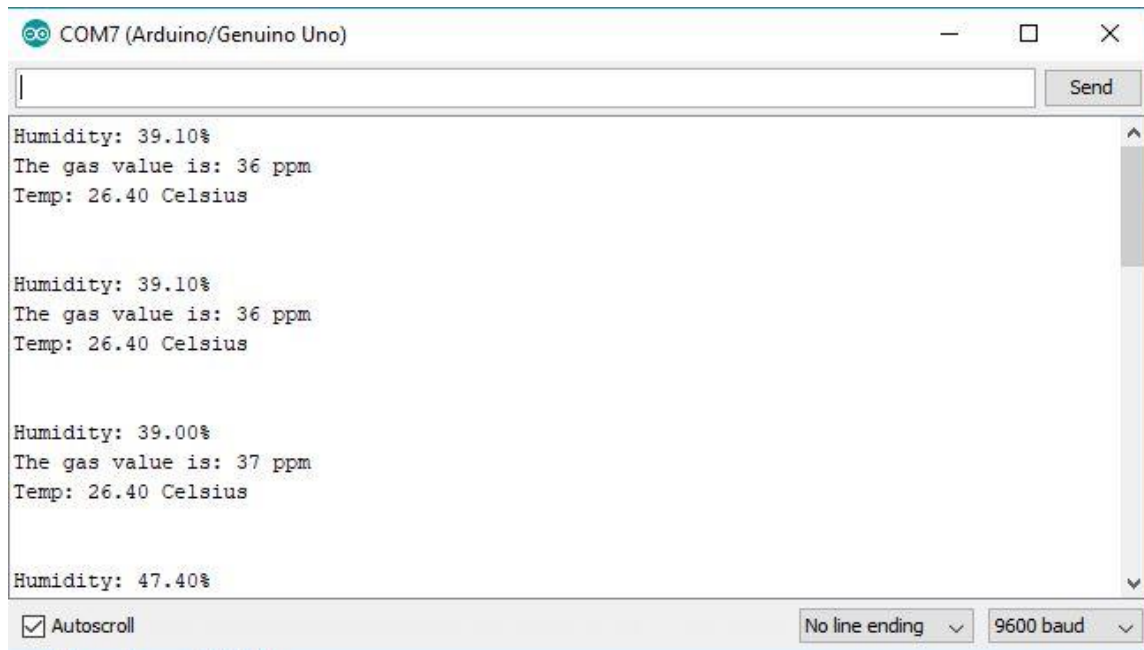 COM7 (Arduino/Genuino Uno)
Send
Humidity: 39.10%
The gas value is: 36 ppm
Temp: 26.40 Celsius
Humidity: 39.10%
The gas value is: 36 ppm
Temp: 26.40 Celsius
Humidity: 39.00%
The gas value is: 37 ppm
Temp: 26.40 Celsius
Humidity: 47.40%
Autoscroll
No line ending
9600 baud